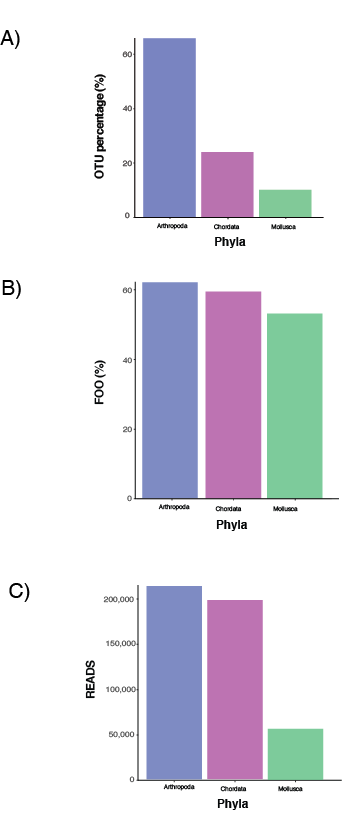 A)
OTU percentage (%)
60
40
20
0
Arthropoda Chordata Mollusca
Phyla
B)
FOO (%)
60
40
20
0
Arthropoda Chordata Mollusca
Phyla
C)
READS
200,000
150,000
100,000
50,000
0
Arthropoda Chordata Mollusca
Phyla